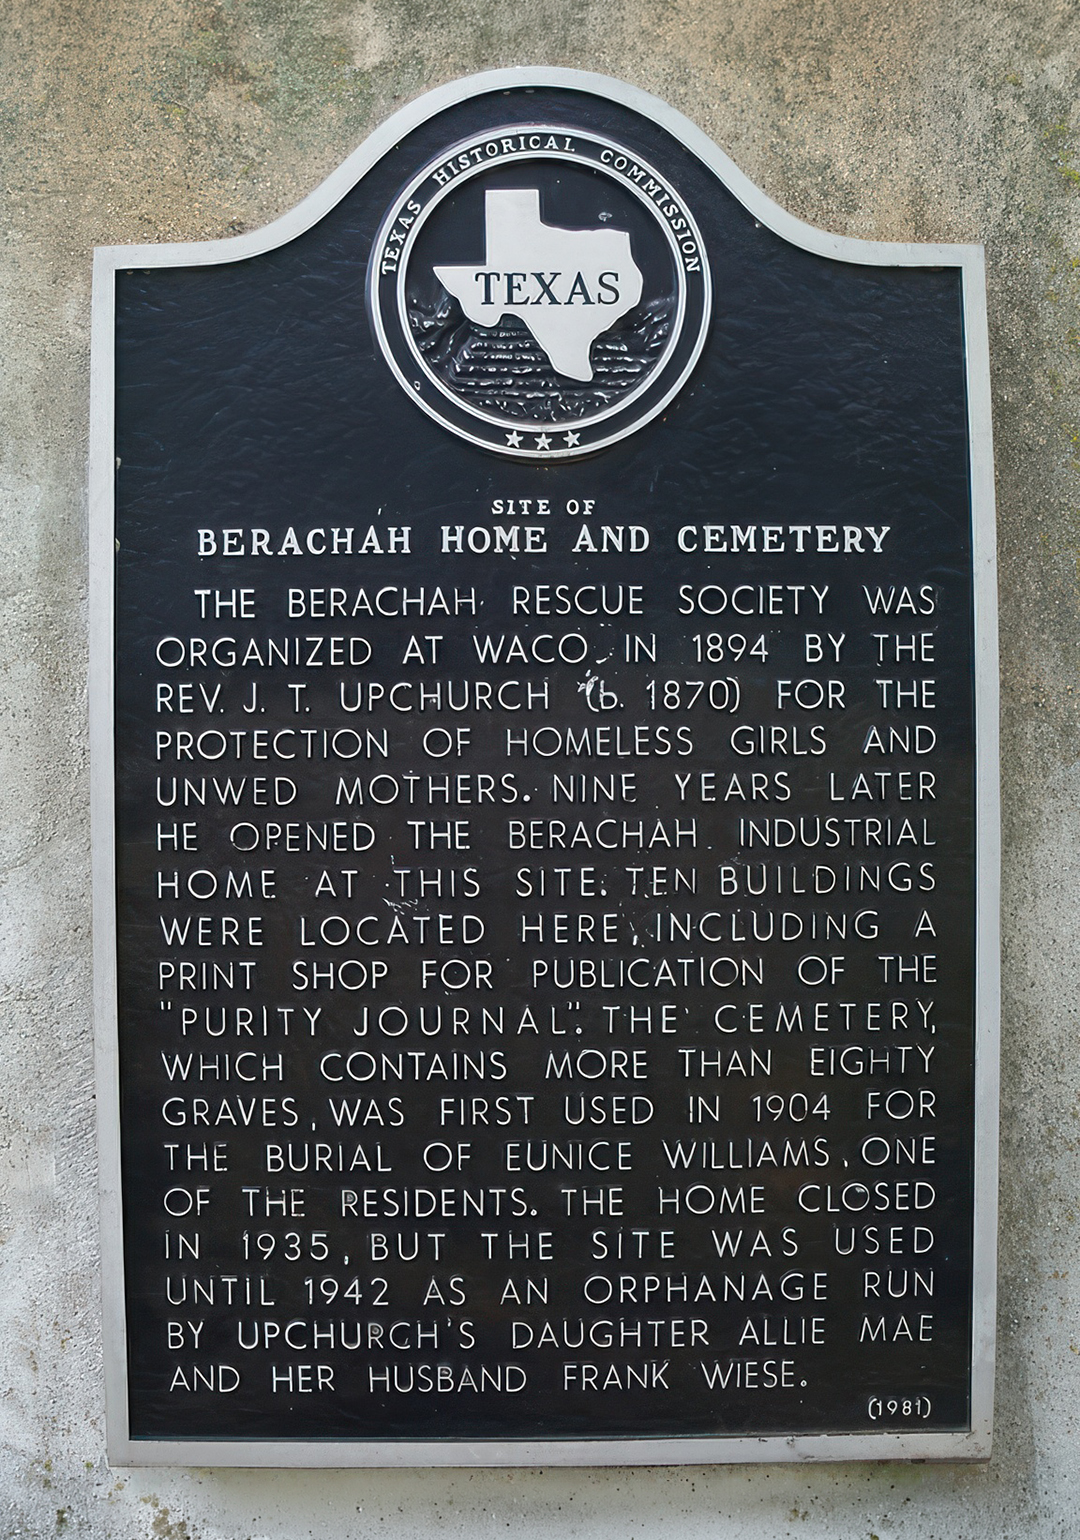 TEXAS HISTORICAL COMMISSION
TEXAS
SITE OF
BERACHAH HOME AND CEMETERY
THE BERACHAH RESCUE SOCIETY WAS
ORGANIZED AT WACO IN 1894 BY THE
REV. J. T. UPCHURCH (b. 1870) FOR THE
PROTECTION OF HOMELESS GIRLS AND
UNWED MOTHERS. NINE YEARS LATER
HE OPENED THE BERACHAH INDUSTRIAL
HOME AT THIS SITE. TEN BUILDINGS
WERE LOCATED HERE, INCLUDING A
PRINT SHOP FOR PUBLICATION OF THE
"PURITY JOURNAL". THE CEMETERY,
WHICH CONTAINS MORE THAN EIGHTY
GRAVES, WAS FIRST USED IN 1904 FOR
THE BURIAL OF EUNICE WILLIAMS, ONE
OF THE RESIDENTS. THE HOME CLOSED
IN 1935, BUT THE SITE WAS USED
UNTIL 1942 AS AN ORPHANAGE RUN
BY UPCHURCH'S DAUGHTER ALLIE MAE
AND HER HUSBAND FRANK WIESE.
(1981)